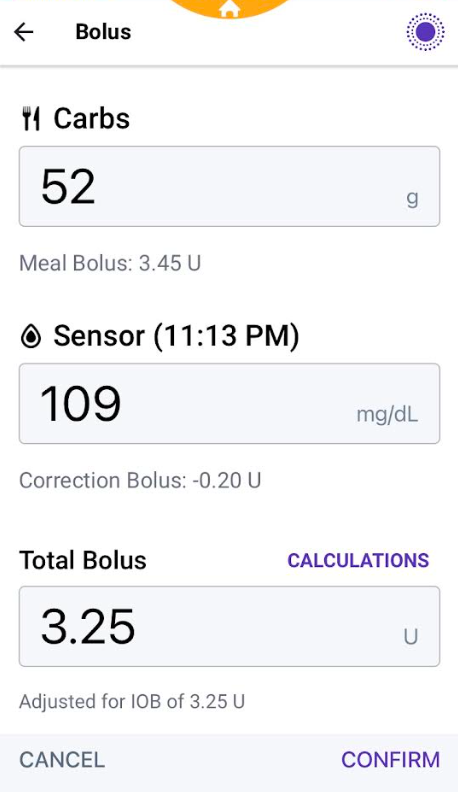 Bolus
Carbs
52 g
Meal Bolus: 3.45 U
Sensor (11:13 PM)
109 mg/dL
Correction Bolus: -0.20 U
Total Bolus CALCULATIONS
3.25 U
Adjusted for IOB of 3.25 U
CANCEL CONFIRM